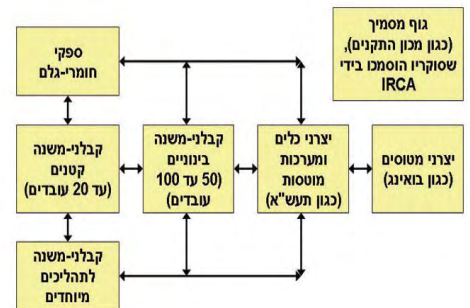 גוף מסמיך
(כגון מכון התקנים),
שסוקריו הוסמכו בידי
IRCA
ספקי
חומרי-גלם
יצרני מטוסים
(כגון בואינג)
יצרני כלים
ומערכות
מוטסות
(כגון תעש"א)
קבלני-משנה
בינוניים
(50 עד 100
עובדים)
קבלני-משנה
קטנים
(עד 20 עובדים)
קבלני-משנה
לתהליכים
מיוחדים